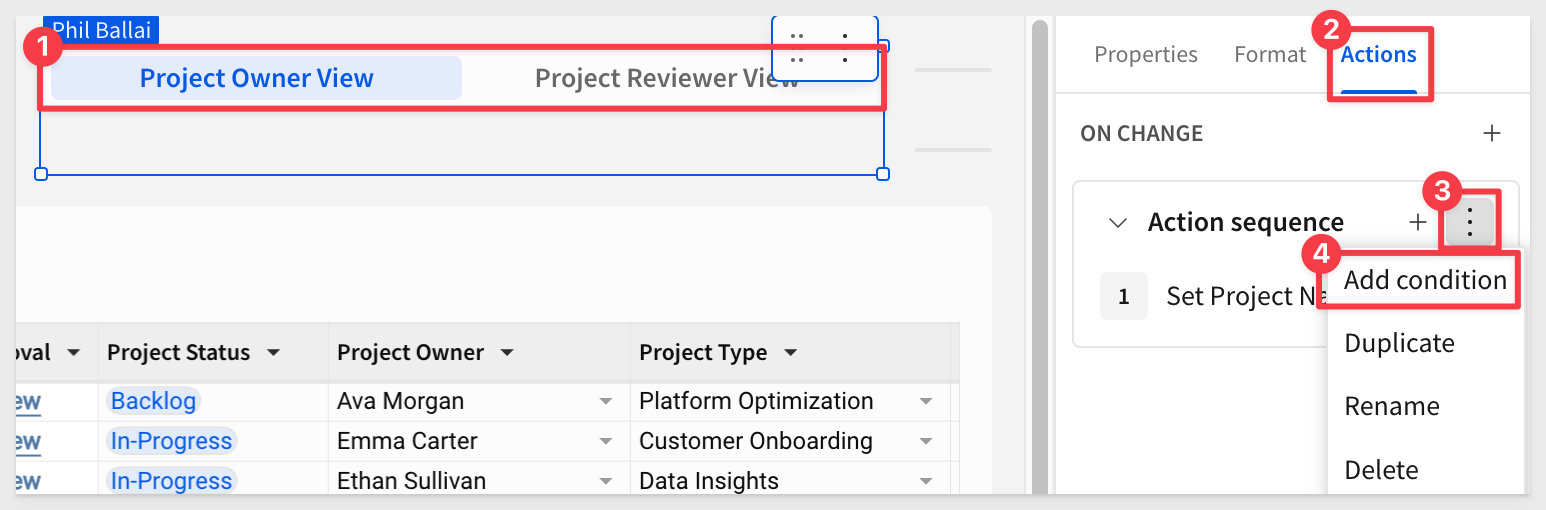 Phil Ballai
1
Project Owner View
Project Reviewer View
2
Properties
Format
Actions
ON CHANGE
3
Action sequence
4
Add condition
1
Set Project Na
Duplicate
Rename
Delete
oval
Project Status
Project Owner
Project Type
ew
Backlog
Ava Morgan
Platform Optimization
ew
In-Progress
Emma Carter
Customer Onboarding
ew
In-Progress
Ethan Sullivan
Data Insights